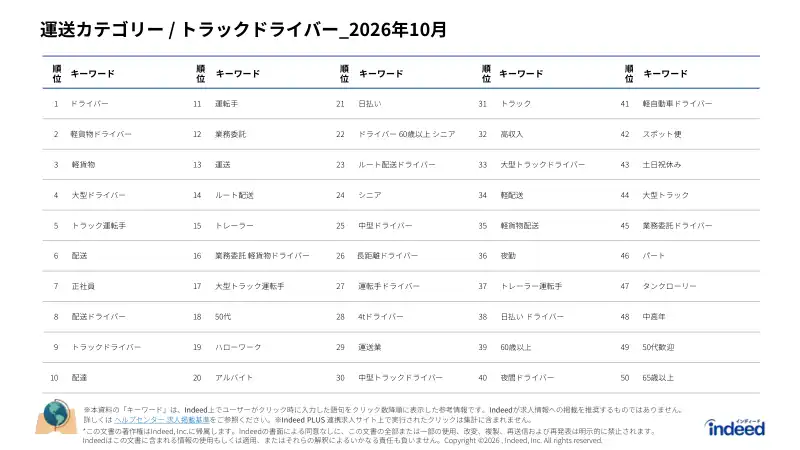 運送カテゴリー / トラックドライバー_2026年10月
順位 キーワード 順位 キーワード 順位 キーワード 順位 キーワード 順位 キーワード
1 ドライバー 11 運転手 21 日払い 31 トラック 41 軽自動車ドライバー
2 軽貨物ドライバー 12 業務委託 22 ドライバー 60歳以上 シニア 32 高収入 42 スポット便
3 軽貨物 13 運送 23 ルート配送ドライバー 33 大型トラックドライバー 43 土日祝休み
4 大型ドライバー 14 ルート配送 24 シニア 34 軽配送 44 大型トラック
5 トラック運転手 15 トレーラー 25 中型ドライバー 35 軽貨物配送 45 業務委託ドライバー
6 配送 16 業務委託 軽貨物ドライバー 26 長距離ドライバー 36 夜勤 46 パート
7 正社員 17 大型トラック運転手 27 運転手ドライバー 37 トレーラー運転手 47 タンクローリー
8 配送ドライバー 18 50代 28 4tドライバー 38 日払い ドライバー 48 中高年
9 トラックドライバー 19 ハローワーク 29 運送業 39 60歳以上 49 50代歓迎
10 配達 20 アルバイト 30 中型トラックドライバー 40 夜間ドライバー 50 65歳以上
※本資料の「キーワード」は、Indeed上でユーザーがクリック時に入力した語句をクリック数降順に表示した参考情報です。Indeedが求人情報への掲載を推奨するものではありません。
詳しくは ヘルプセンター 求人掲載基準をご参照ください。※Indeed PLUS 連携求人サイト上で実行されたクリックは集計に含まれません。
*この文書の著作権はIndeed, Inc.に帰属します。Indeedの書面による同意なしに、この文書の全部または一部の使用、改変、複製、再送信および再発表は明示的に禁止されます。
Indeedはこの文書に含まれる情報の使用もしくは適用、またはそれらの解釈によるいかなる責任も負いません。Copyright ©2026 , Indeed, Inc. All rights reserved.
インディード
indeed